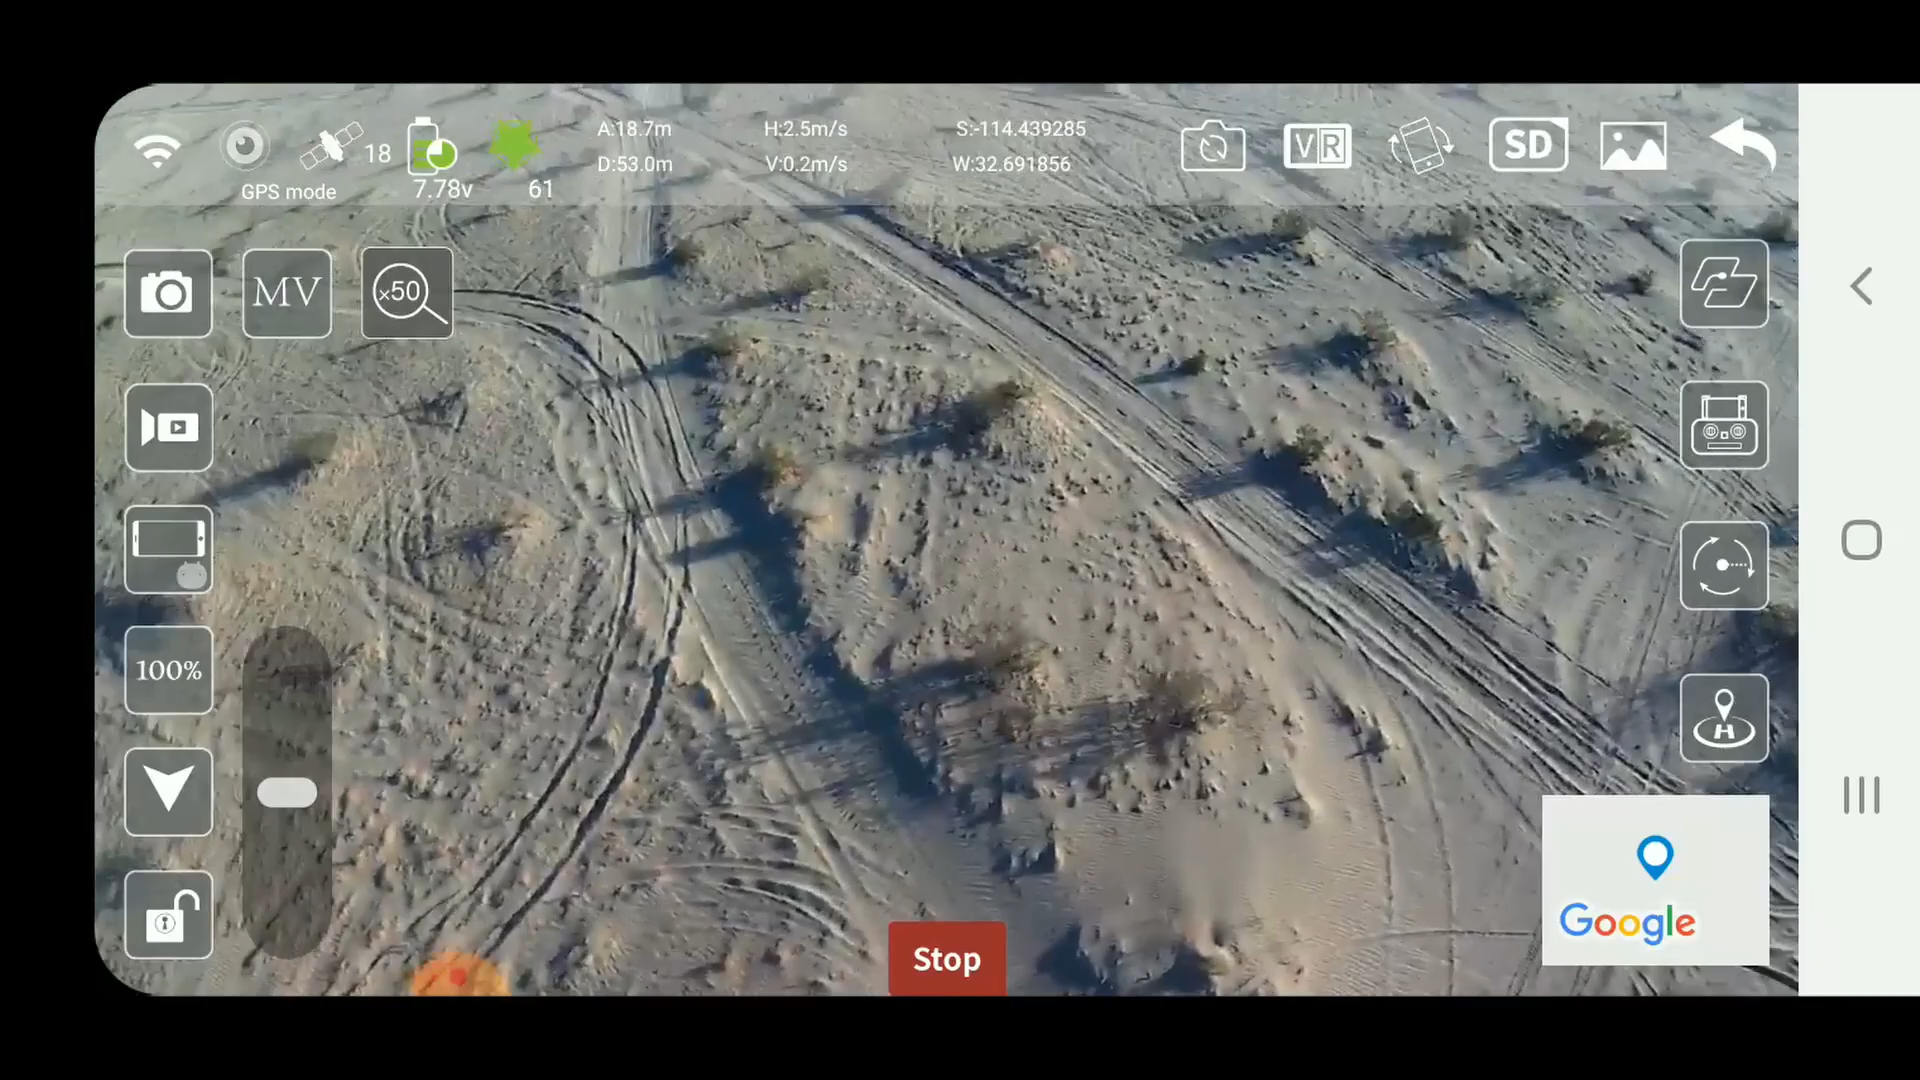 18
GPS mode
7.78v
61
A:18.7m
D:53.0m
H:2.5m/s
V:0.2m/s
S:-114.439285
W:32.691856
VR
SD
MV
×50
100%
H
Stop
Google